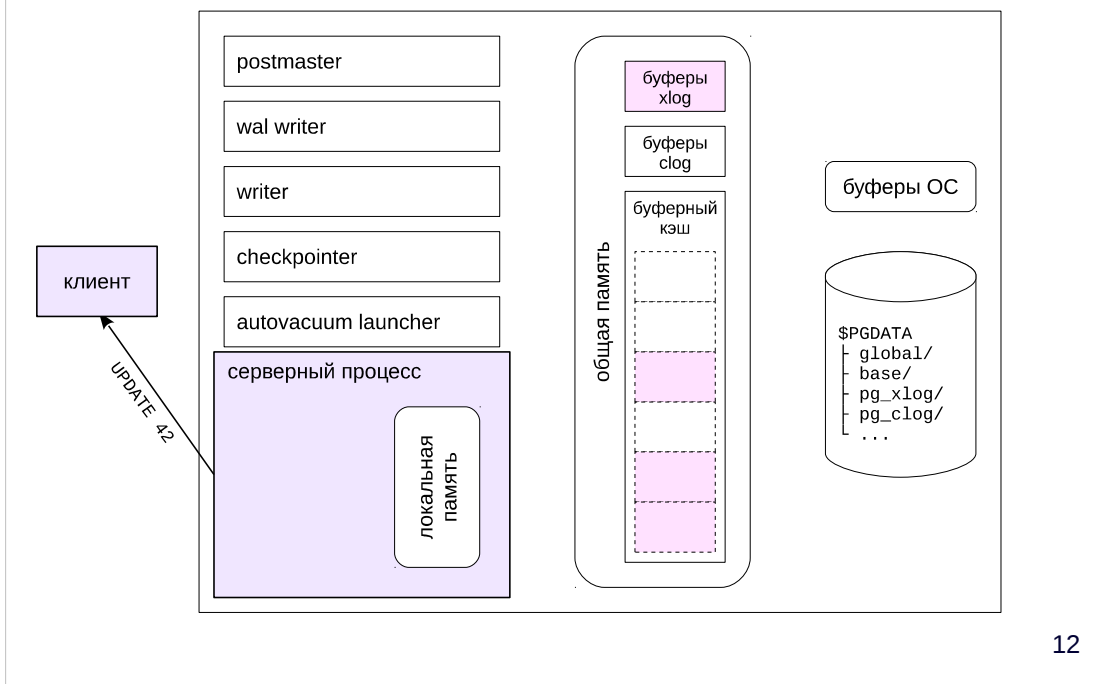 postmaster
wal writer
writer
checkpointer
autovacuum launcher
серверный процесс
локальная
память
клиент
UPDATE 42
общая память
буферы
xlog
буферы
clog
буферный
кэш
буферы ОС
$PGDATA
├ global/
├ base/
├ pg_xlog/
├ pg_clog/
└ ...
12